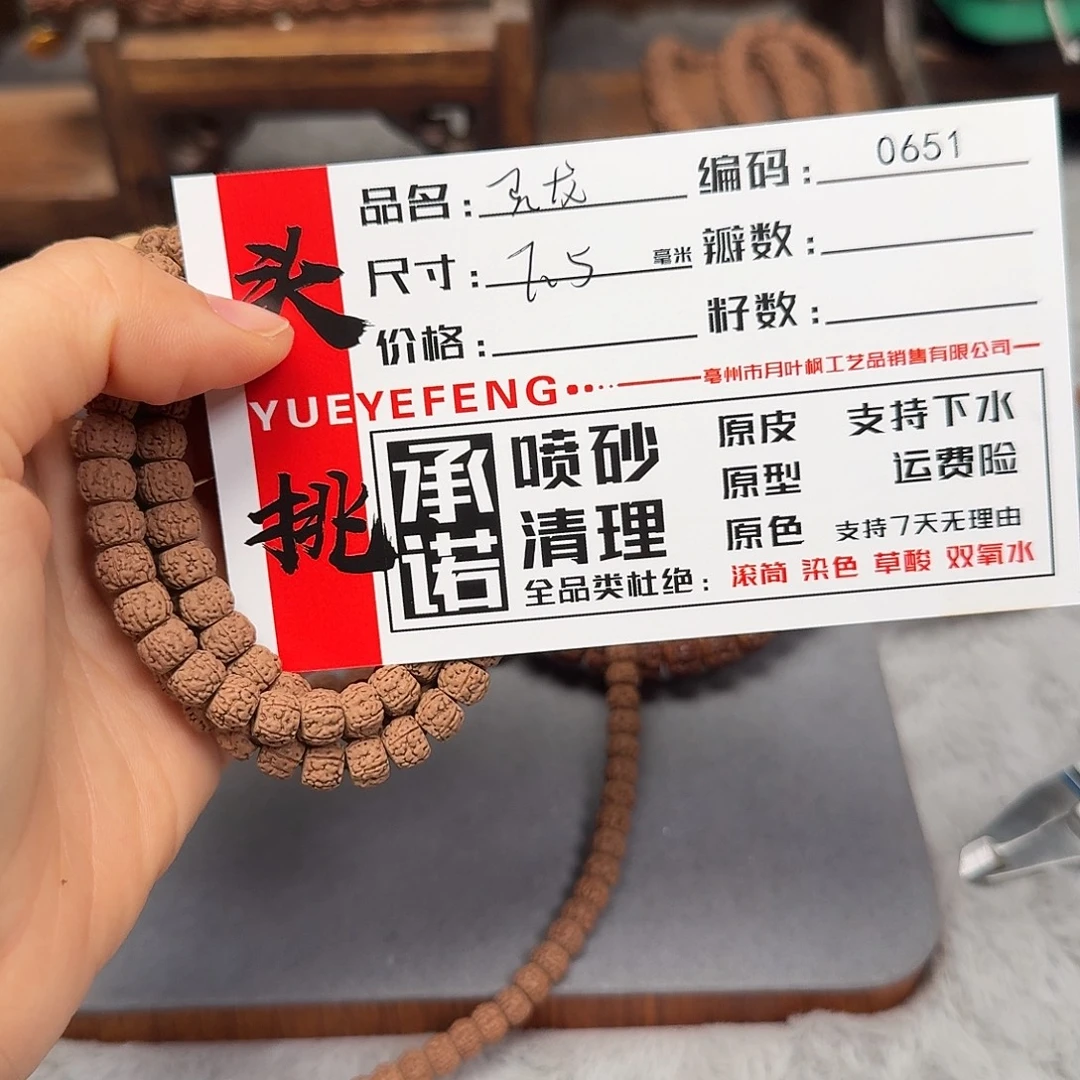 头挑
品名：孔龙
编码：0651
尺寸：7.5毫米
瓣数：
价格：
籽数：
YUEYEFENG
亳州市月叶枫工艺品销售有限公司
承诺
喷砂 原皮 支持下水
清理 原型 运费险
原色 支持7天无理由
全品类杜绝：滚筒 染色 草酸 双氧水